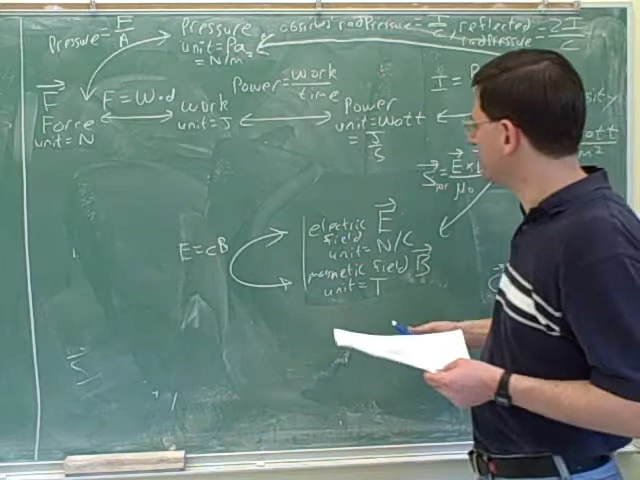 Pressure = F/A
Pressure
unit = Pa
= N/m²
absorbed radPressure = I/c,
reflected radPressure = 2I/c
F
Force
unit = N
F = W·d
work
unit = J
Power = work/time
Power
unit = Watt
= J/S
I =
S = E x
μ₀
E = cB
electric field E
unit = N/C
magnetic field B
unit = T